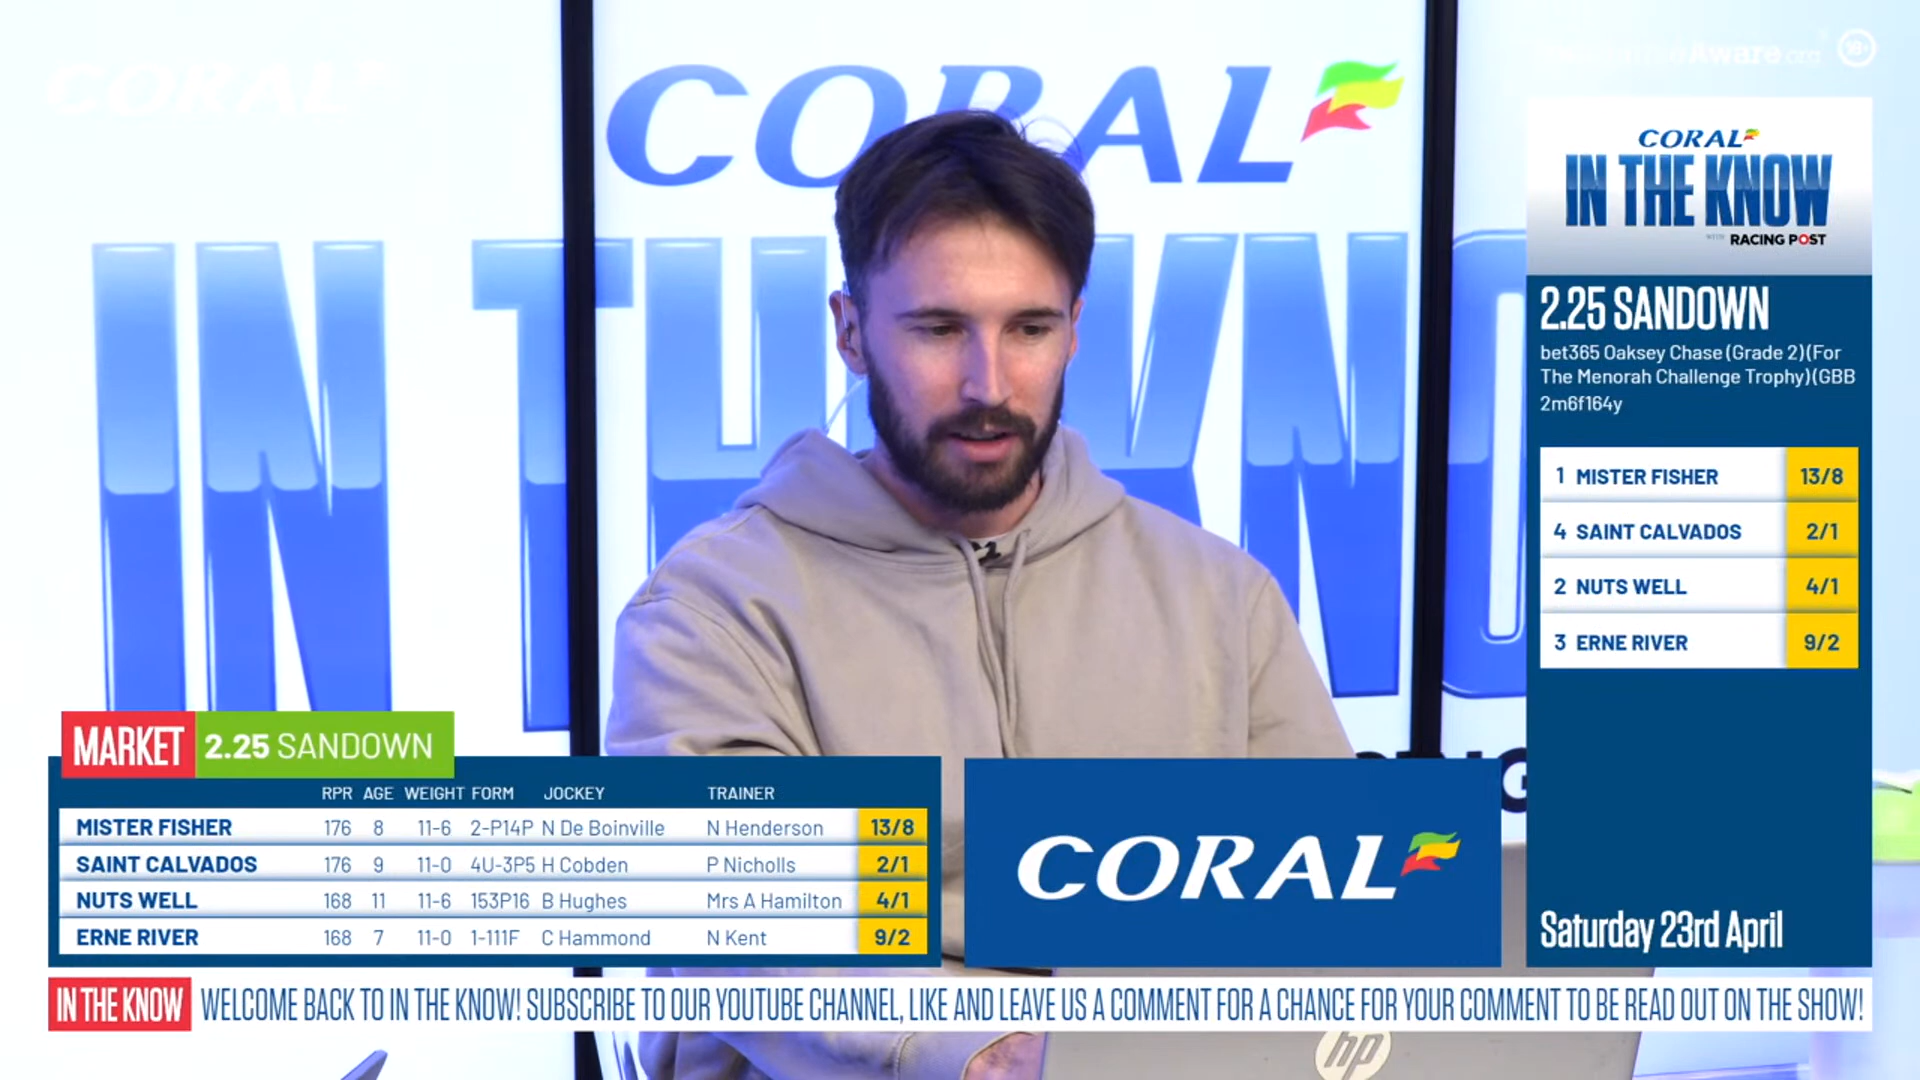 CORAL
CORAL
Aware.org
18+
IN THE KNO
CORAL
IN THE KNOW
WITH RACING POST
2.25 SANDOWN
bet365 Oaksey Chase (Grade 2) (For
The Menorah Challenge Trophy) (GBB
2m6f164y
1 MISTER FISHER 13/8
4 SAINT CALVADOS 2/1
2 NUTS WELL 4/1
3 ERNE RIVER 9/2
Saturday 23rd April
MARKET 2.25 SANDOWN
RPR AGE WEIGHT FORM JOCKEY TRAINER
MISTER FISHER 176 8 11-6 2-P14P N De Boinville N Henderson 13/8
SAINT CALVADOS 176 9 11-0 4U-3P5 H Cobden P Nicholls 2/1
NUTS WELL 168 11 11-6 153P16 B Hughes Mrs A Hamilton 4/1
ERNE RIVER 168 7 11-0 1-111F C Hammond N Kent 9/2
CORAL
IN THE KNOW WELCOME BACK TO IN THE KNOW! SUBSCRIBE TO OUR YOUTUBE CHANNEL, LIKE AND LEAVE US A COMMENT FOR A CHANCE FOR YOUR COMMENT TO BE READ OUT ON THE SHOW!
hp